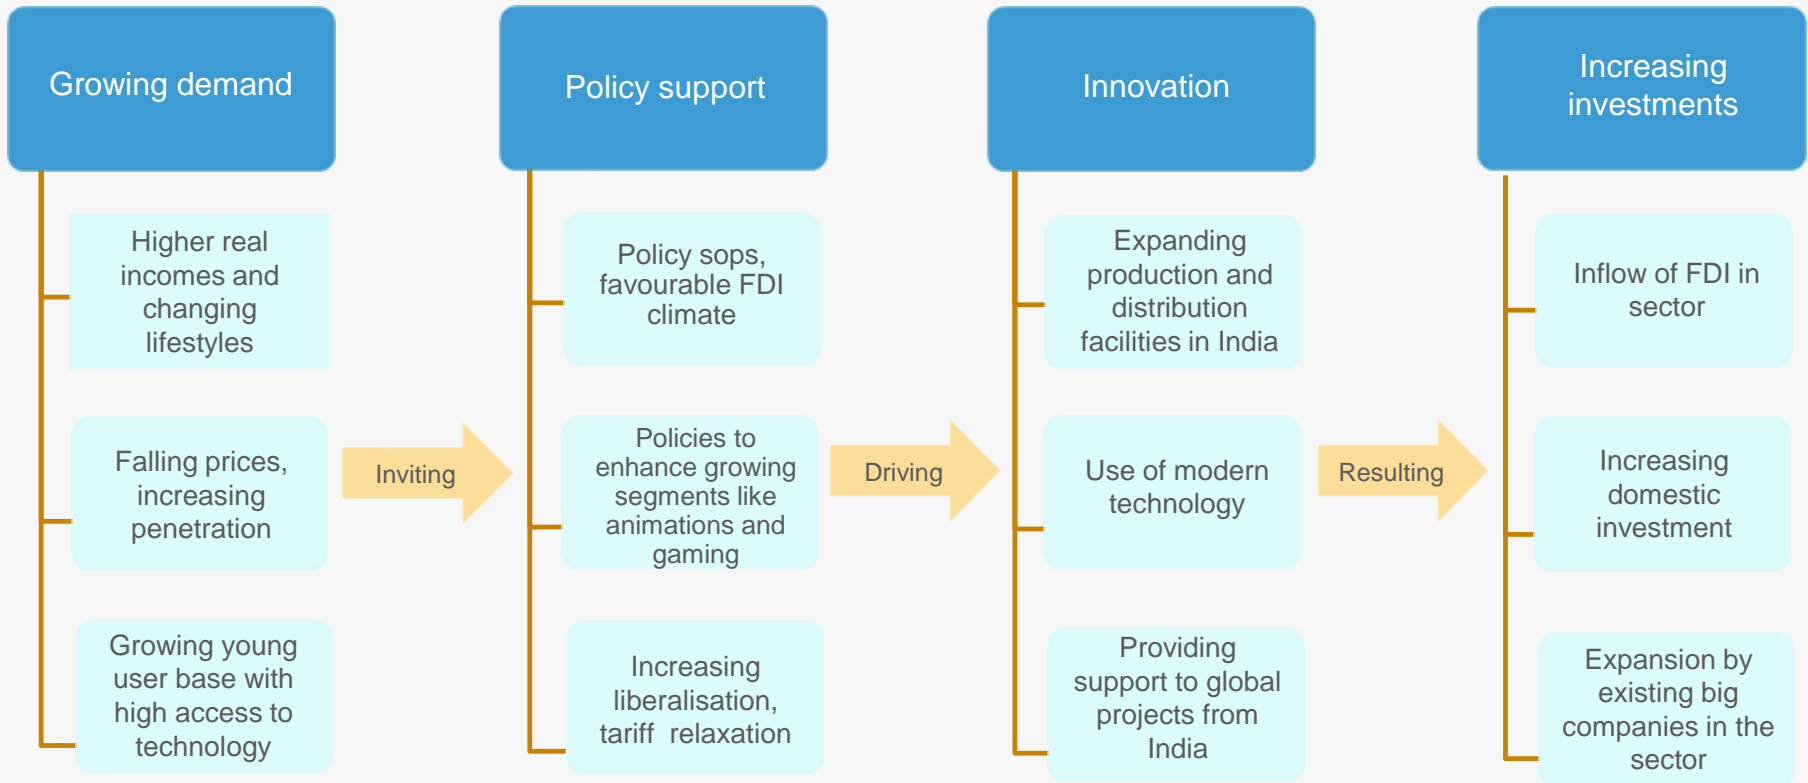 Growing demand
Higher real
incomes and
changing
lifestyles
Falling prices,
increasing
penetration
Growing young
user base with
high access to
technology
Inviting
Policy support
Policy sops,
favourable FDI
climate
Policies to
enhance growing
segments like
animations and
gaming
Increasing
liberalisation,
tariff relaxation
Driving
Innovation
Expanding
production and
distribution
facilities in India
Use of modern
technology
Providing
support to global
projects from
India
Resulting
Increasing
investments
Inflow of FDI in
sector
Increasing
domestic
investment
Expansion by
existing big
companies in the
sector